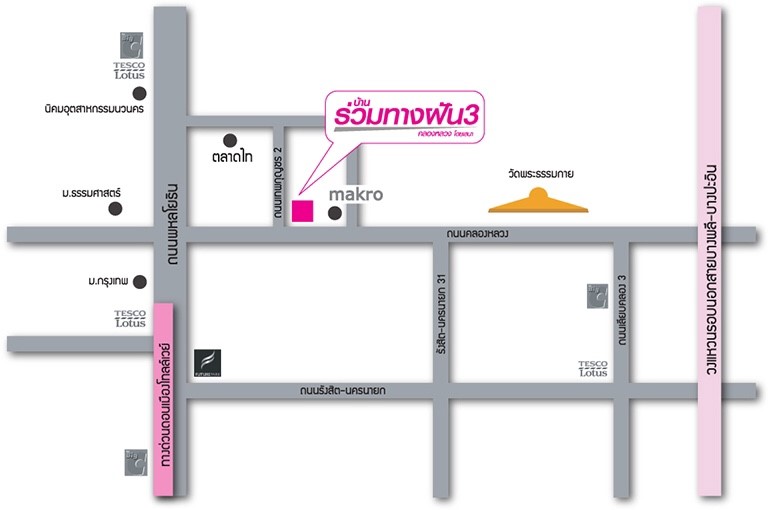 TESCO
Lotus
นิคมอุตสาหกรรมนวนคร
บ้าน
ร่วมทางฝัน3
คลองหลวง โดยเสนา
ตลาดไท
ถนนเทพกุญชร 2
makro
วัดพระธรรมกาย
ม.ธรรมศาสตร์
ถนนพหลโยธิน
ถนนคลองหลวง
วงแหวนรอบนอกสายบางพลี-บางปะอิน
ม.กรุงเทพ
TESCO
Lotus
รังสิต-นครนายก 31
ถนนเลียบคลอง 3
TESCO
Lotus
FUTURE PARK
ถนนรังสิต-นครนายก
ทางด่วนดอนเมืองโทลล์เวย์